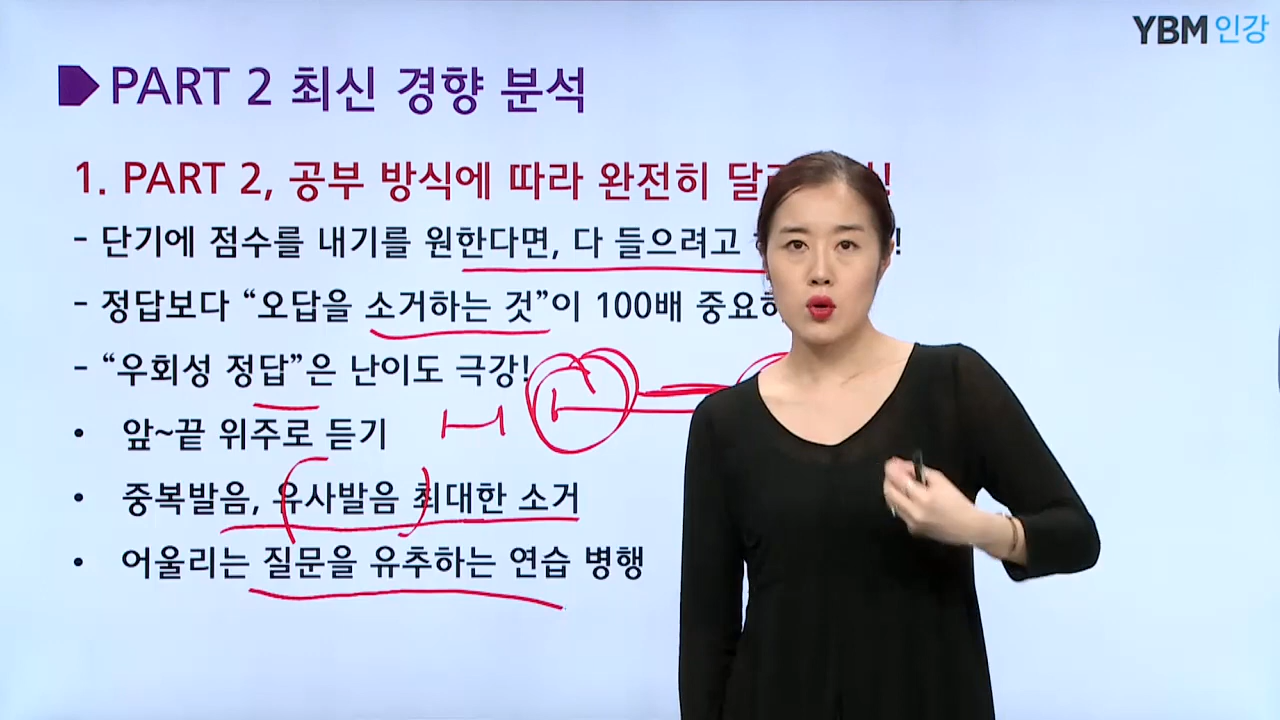 YBM 인강
PART 2 최신 경향 분석
1. PART 2, 공부 방식에 따라 완전히
- 단기에 점수를 내기를 원한다면, 다 들으려고
- 정답보다 “오답을 소거하는 것”이 100배
- “우회성 정답”은 난이도 극강!
• 앞~끝 위주로 듣기
• 중복발음, 유사발음 최대한 소거
• 어울리는 질문을 유추하는 연습 병행